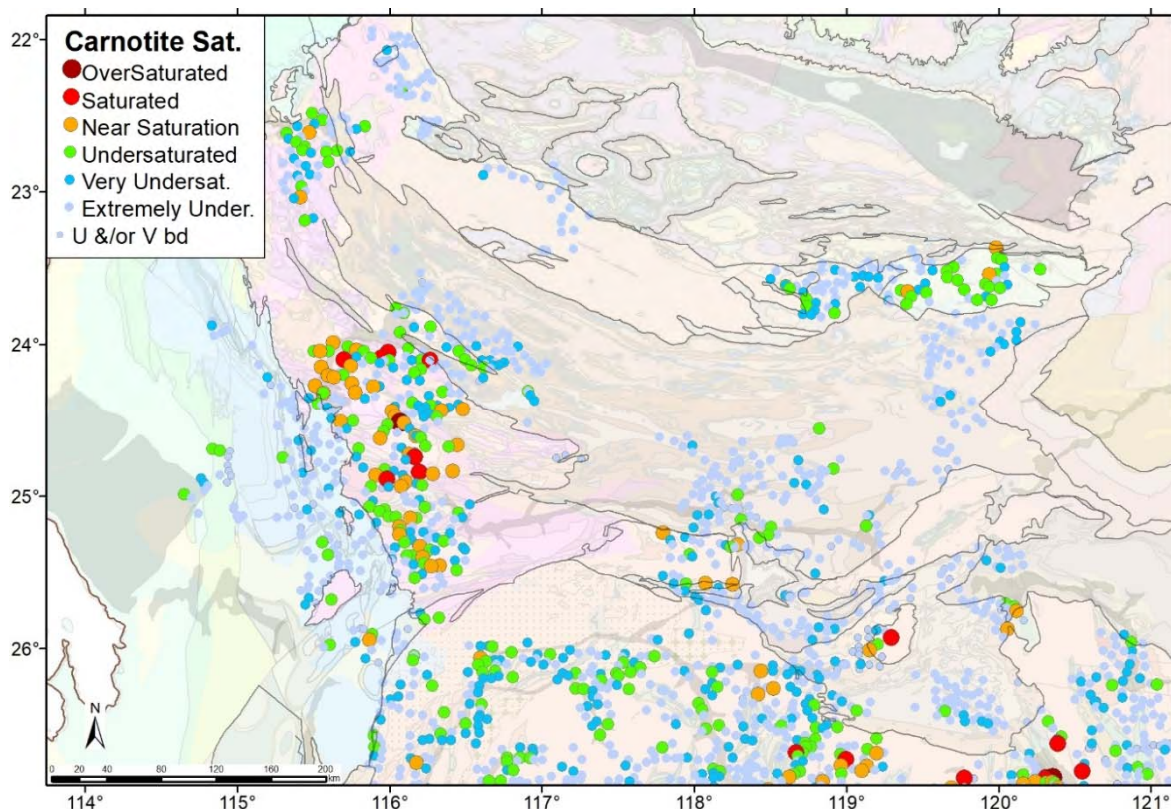 Carnotite Sat.
OverSaturated
Saturated
Near Saturation
Undersaturated
Very Undersat.
Extremely Under.
U &/or V bd
22°
23°
24°
25°
26°
N
0 20 40 80 120 160 200
km
114° 115° 116° 117° 118° 119° 120° 121°